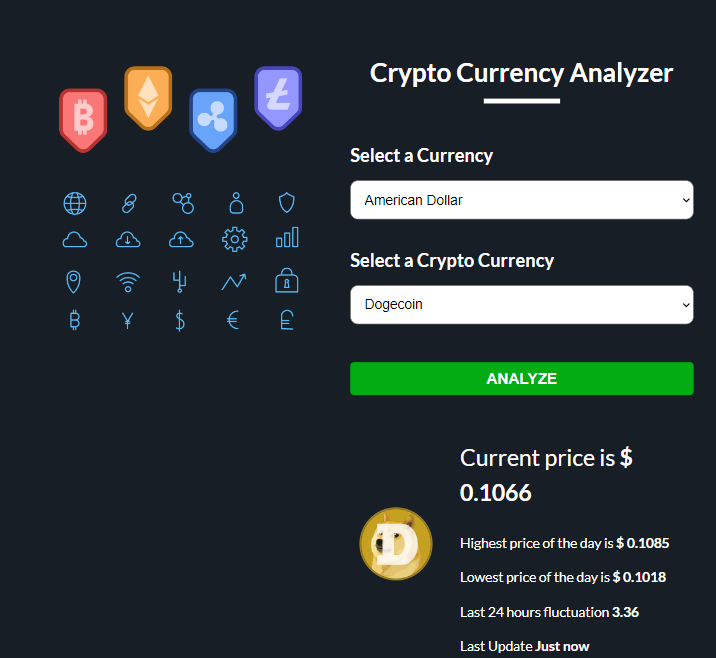 Crypto Currency Analyzer
Select a Currency
American Dollar
Select a Crypto Currency
Dogecoin
ANALYZE
Current price is $
0.1066
Highest price of the day is $ 0.1085
Lowest price of the day is $ 0.1018
Last 24 hours fluctuation 3.36
Last Update Just now